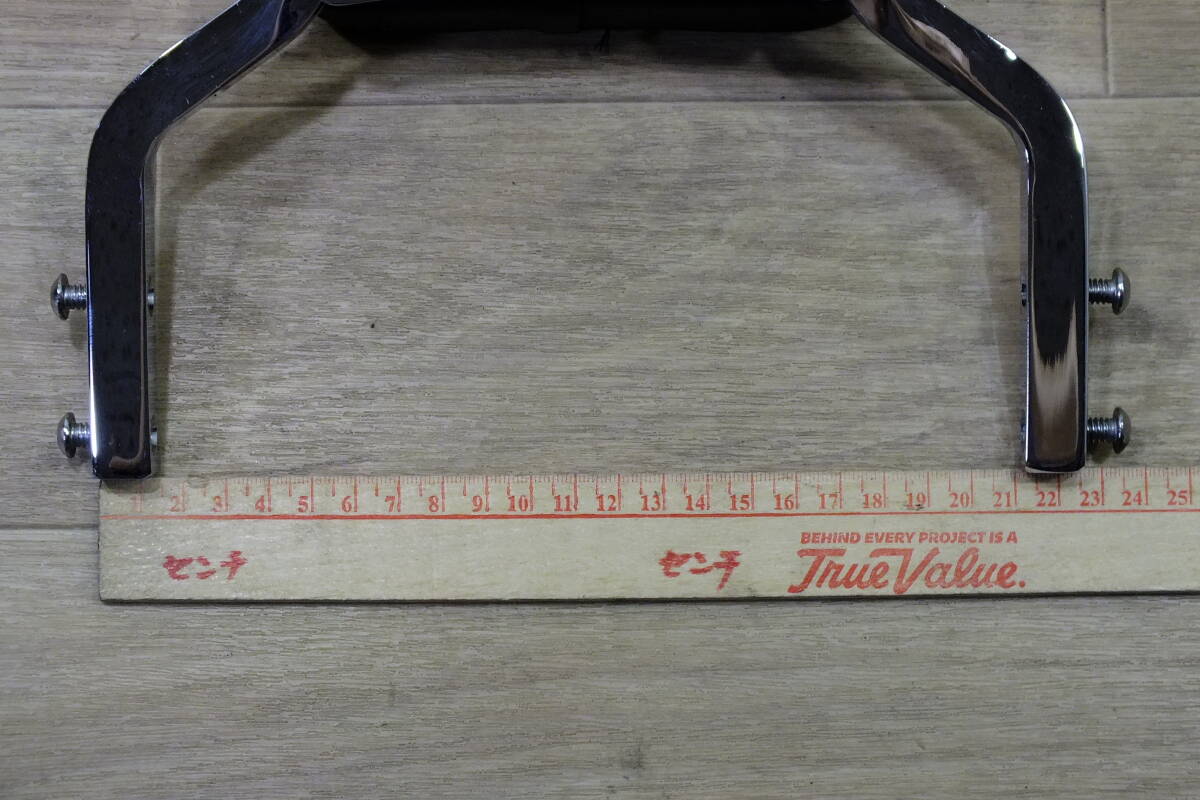 1 2 3 4 5 6 7 8 9 10 11 12 13 14 15 16 17 18 19 20 21 22 23 24 25
BEHIND EVERY PROJECT IS A
センチ センチ True Value.